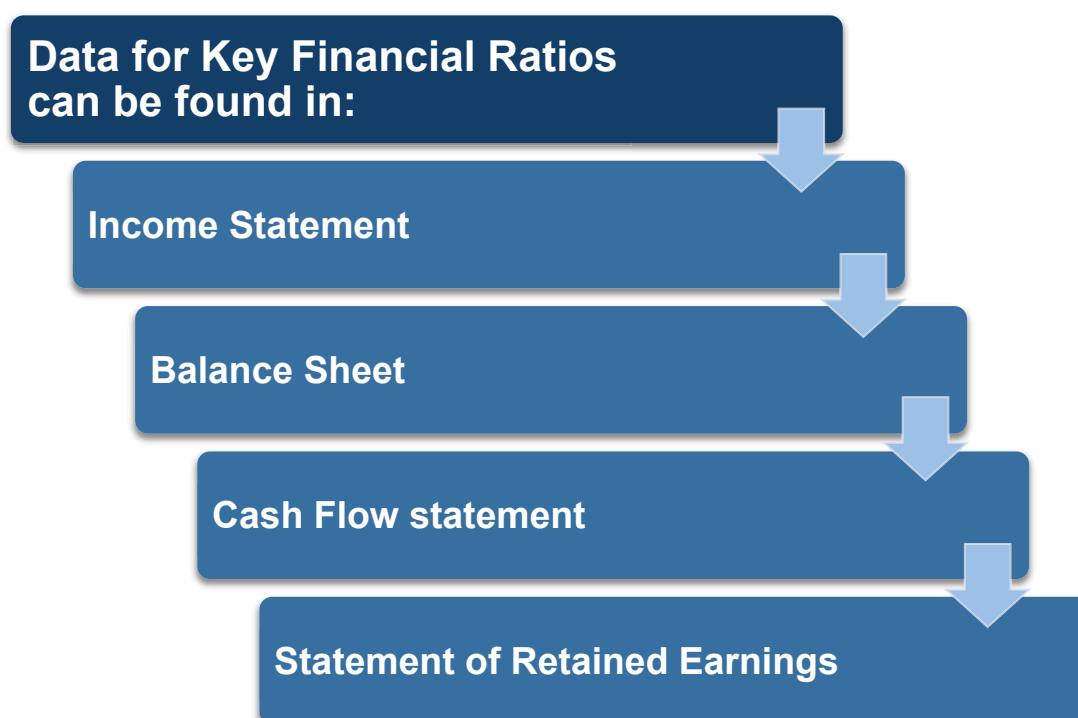 Data for Key Financial Ratios
can be found in:
Income Statement
Balance Sheet
Cash Flow statement
Statement of Retained Earnings